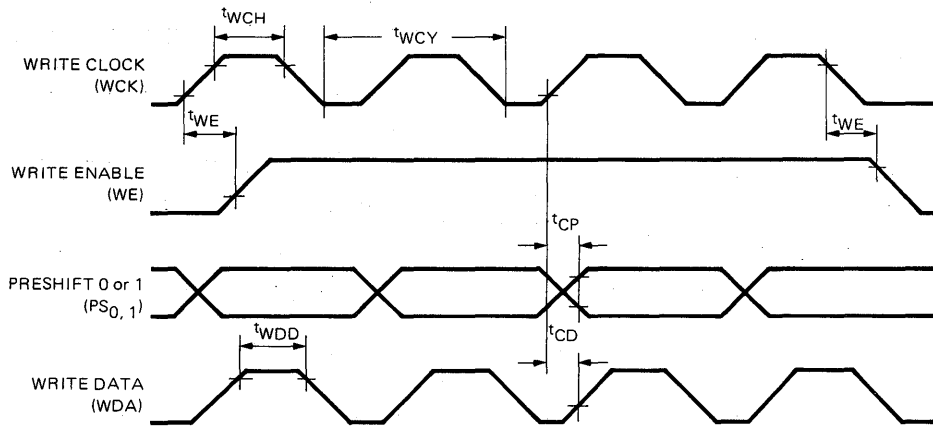 tWCH
tWCY
WRITE CLOCK
(WCK)
tWE
tWE
WRITE ENABLE
(WE)
tCP
PRESHIFT 0 or 1
(PS0, 1)
tWDD
tCD
WRITE DATA
(WDA)